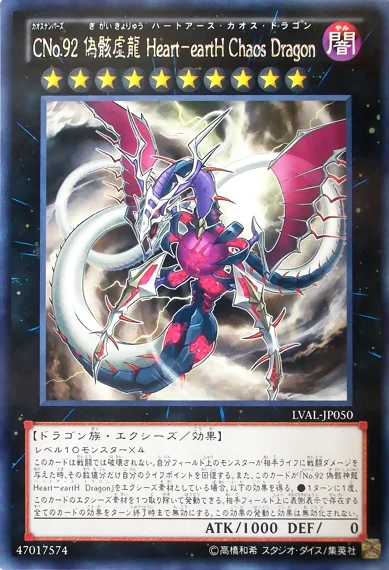 カオスナンバーズ ぎがいきょりゅう ハートアース・カオス・ドラゴン
CNo.92 偽骸虚龍 Heart-eartH Chaos Dragon
やみ
闇
LVAL-JP050
【ドラゴン族・エクシーズ/効果】
レベル10モンスター×4
このカードは戦闘では破壊されない。自分フィールド上のモンスターが相手ライフに戦闘ダメージ
を与えた時、その数値分だけ自分のライフポイントを回復する。また、このカードが「No.92 偽骸神龍
Heart-eartH Dragon」をエクシーズ素材としている場合、以下の効果を得る。●1ターンに1度、
このカードのエクシーズ素材を1つ取り除いて発動できる。相手フィールド上に表側表示で存在する
全てのカードの効果をターン終了時まで無効にする。この効果の発動と効果は無効化されない。
ATK/1000 DEF/ 0
47017574
©高橋和希 スタジオ・ダイス/集英社